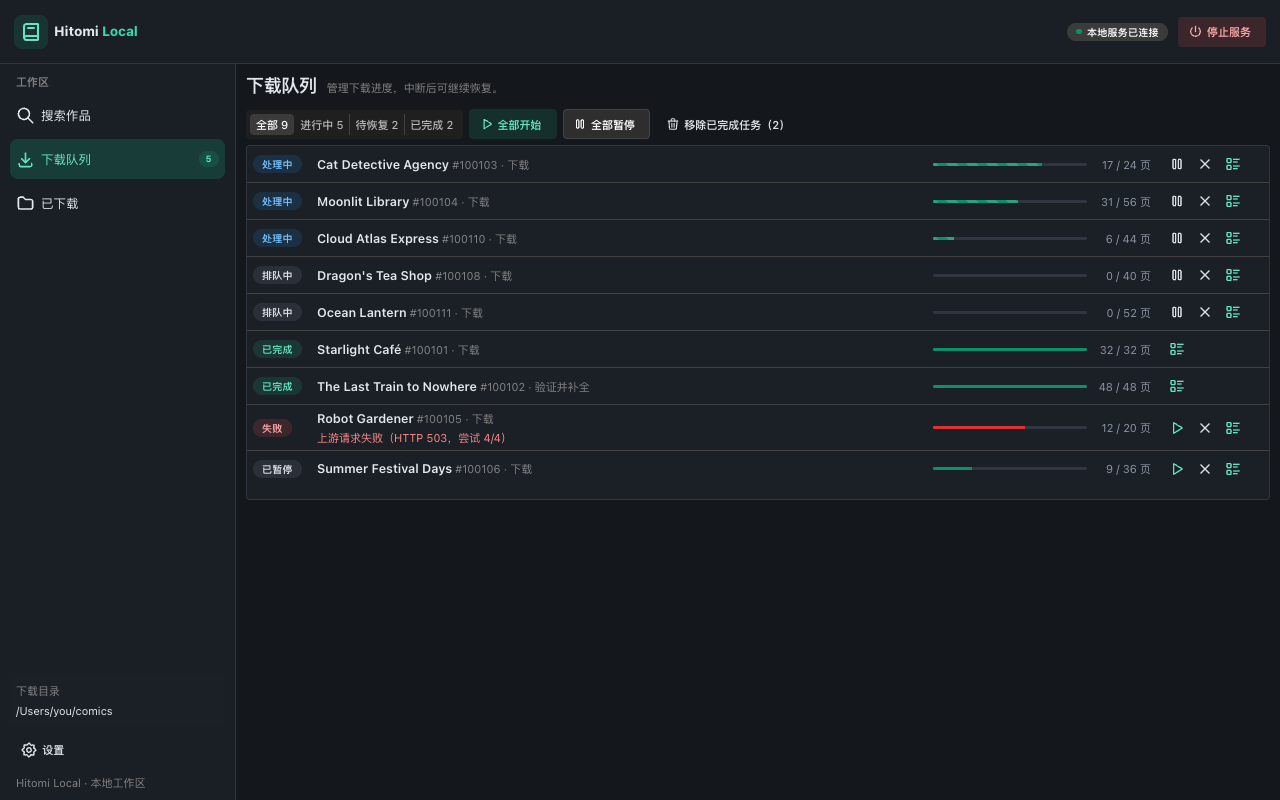 Hitomi Local
本地服务已连接
停止服务
工作区
搜索作品
下载队列 5
已下载
下载目录
/Users/you/comics
设置
Hitomi Local · 本地工作区
下载队列 管理下载进度，中断后可继续恢复。
全部 9 进行中 5 待恢复 2 已完成 2 全部开始 全部暂停 移除已完成任务（2）
处理中 Cat Detective Agency #100103 · 下载 17 / 24 页
处理中 Moonlit Library #100104 · 下载 31 / 56 页
处理中 Cloud Atlas Express #100110 · 下载 6 / 44 页
排队中 Dragon's Tea Shop #100108 · 下载 0 / 40 页
排队中 Ocean Lantern #100111 · 下载 0 / 52 页
已完成 Starlight Café #100101 · 下载 32 / 32 页
已完成 The Last Train to Nowhere #100102 · 验证并补全 48 / 48 页
失败 Robot Gardener #100105 · 下载 12 / 20 页
上游请求失败（HTTP 503，尝试 4/4）
已暂停 Summer Festival Days #100106 · 下载 9 / 36 页